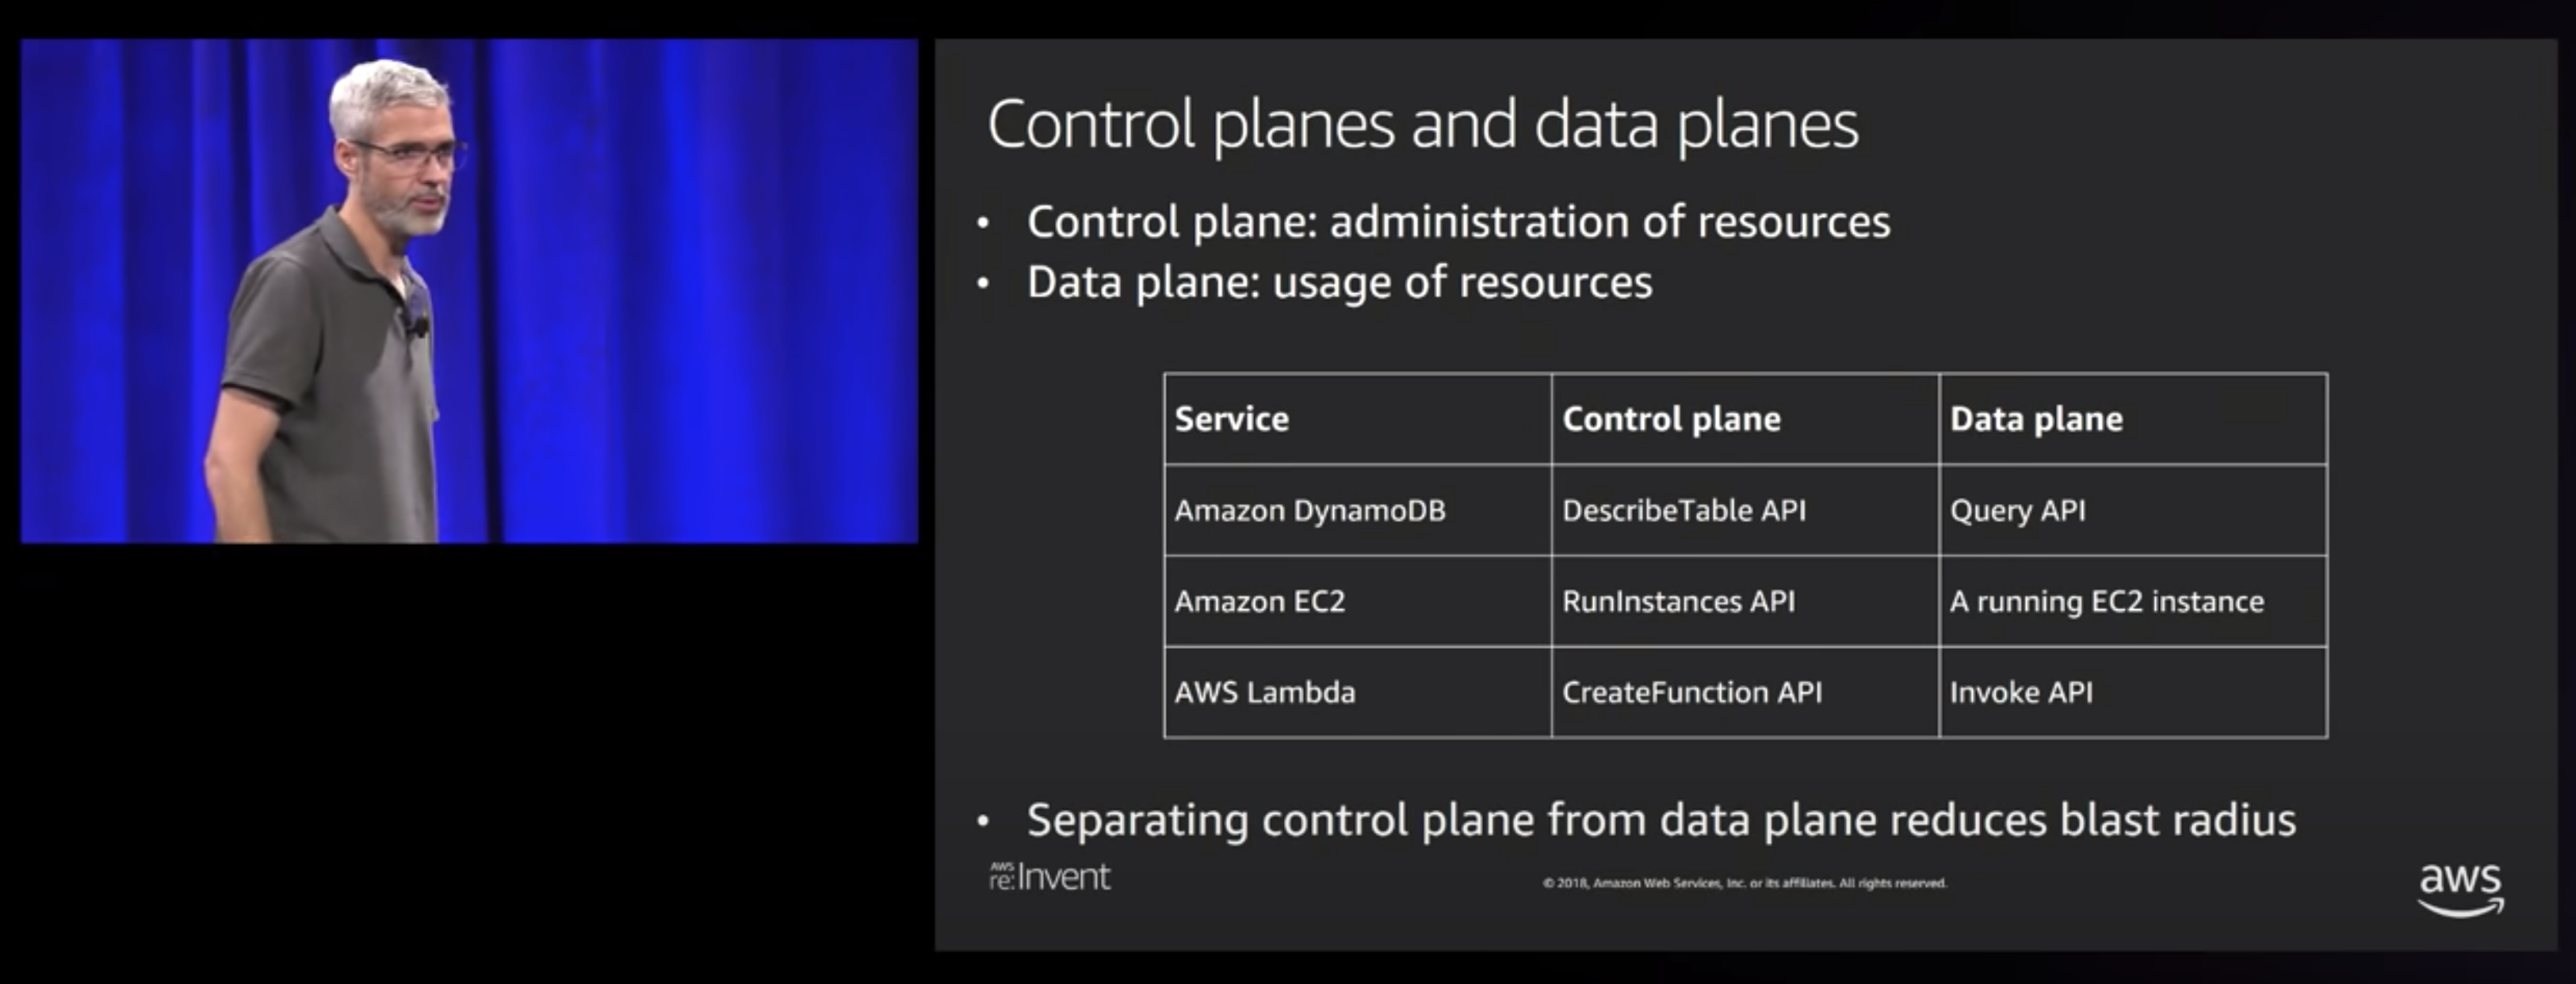 Control planes and data planes
• Control plane: administration of resources
• Data plane: usage of resources
Service Control plane Data plane
Amazon DynamoDB DescribeTable API Query API
Amazon EC2 RunInstances API A running EC2 instance
AWS Lambda CreateFunction API Invoke API
• Separating control plane from data plane reduces blast radius
AWS
re:Invent
© 2018, Amazon Web Services, Inc. or its affiliates. All rights reserved.
aws